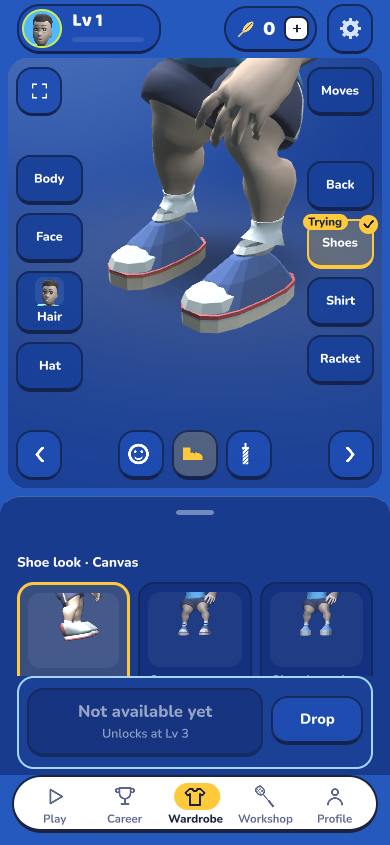 Lv 1
0
+
Moves
Body
Back
Face
Trying
Shoes
Hair
Shirt
Hat
Racket
Shoe look · Canvas
Not available yet
Unlocks at Lv 3
Drop
Play
Career
Wardrobe
Workshop
Profile